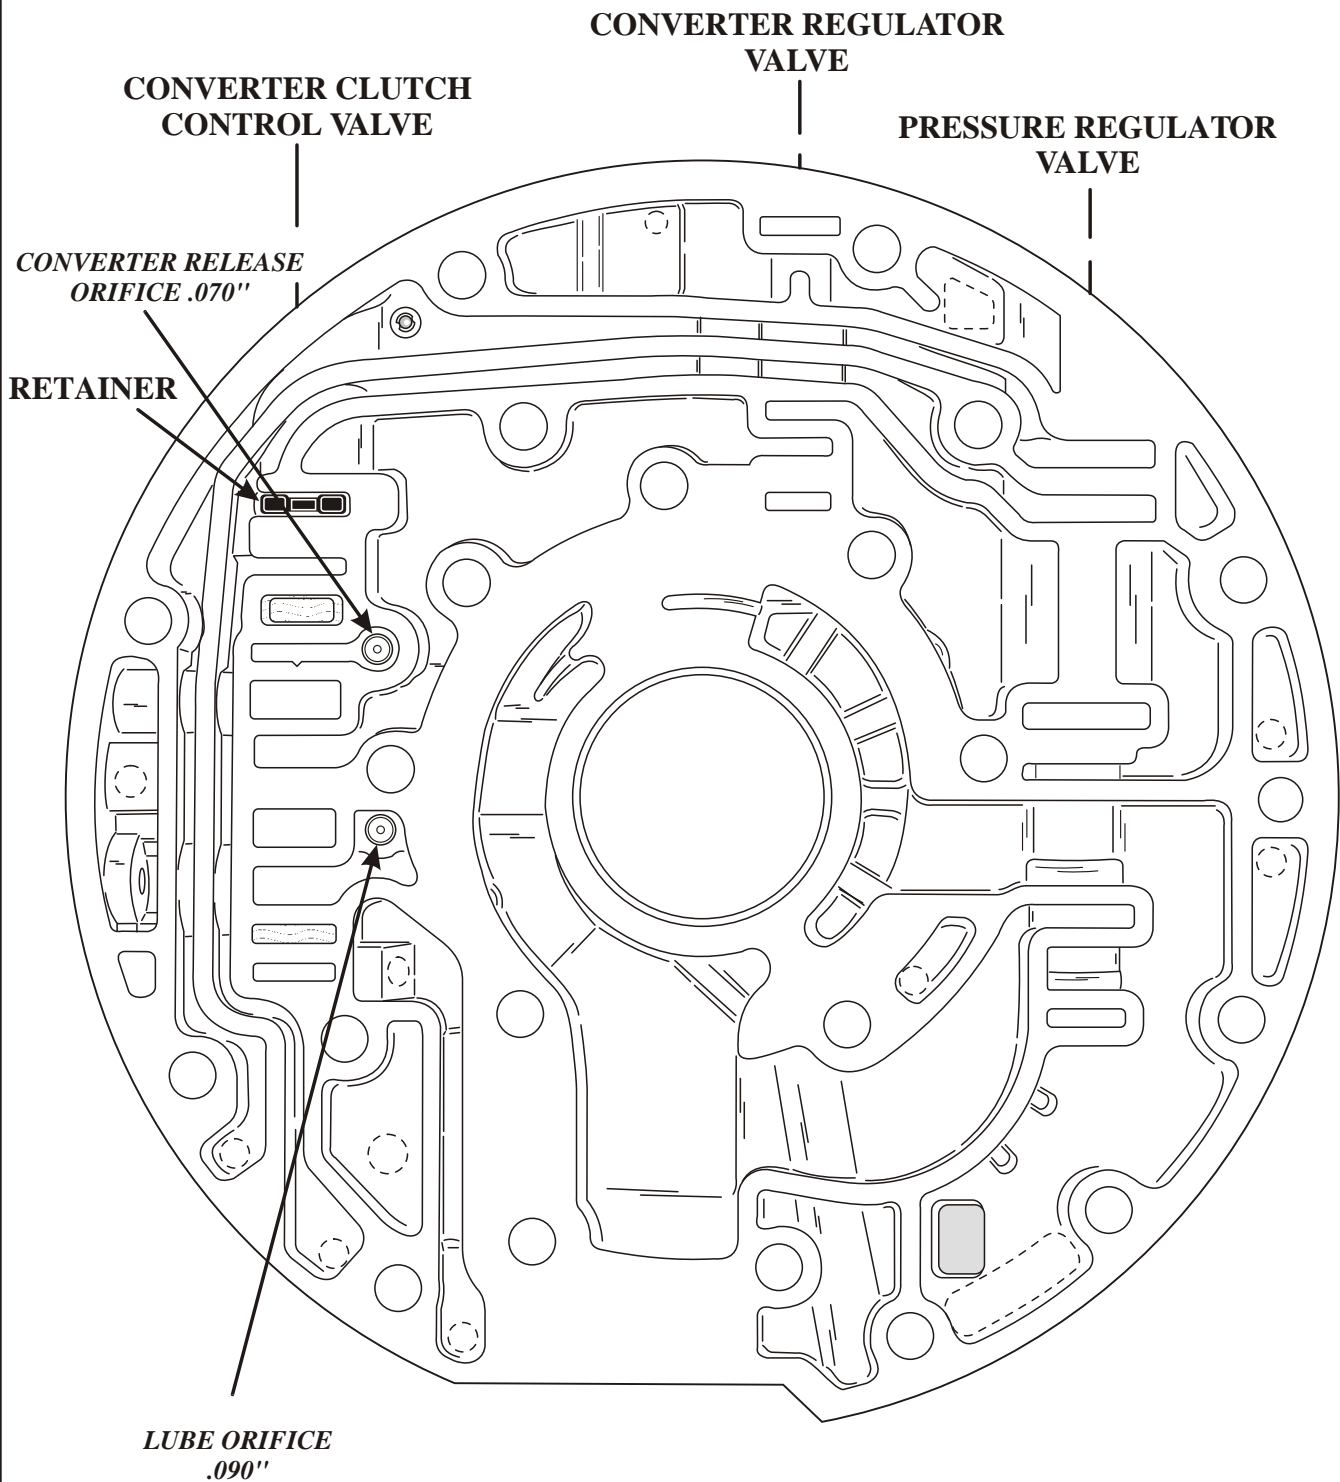 CONVERTER REGULATOR
VALVE
CONVERTER CLUTCH
CONTROL VALVE
PRESSURE REGULATOR
VALVE
CONVERTER RELEASE
ORIFICE .070"
RETAINER
LUBE ORIFICE
.090"